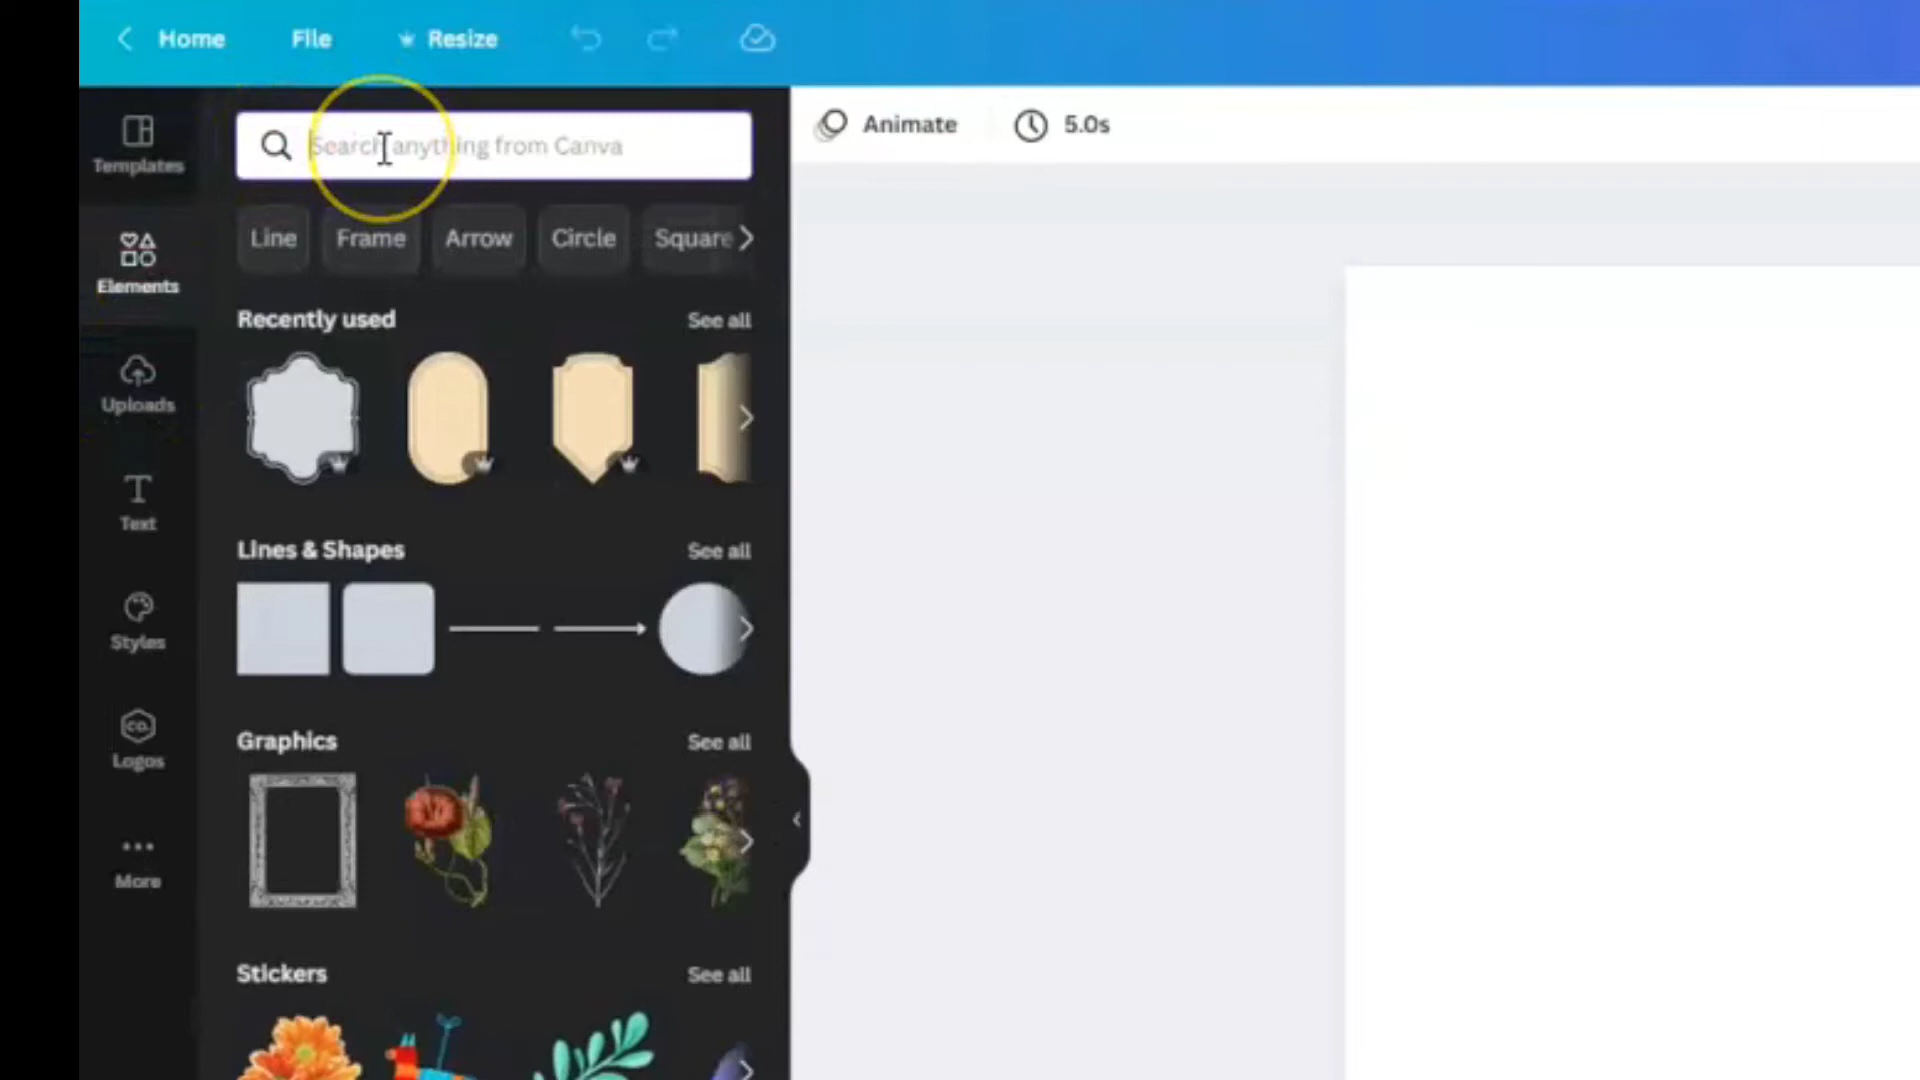 Home File Resize
Templates
Search anything from Canva
Animate 5.0s
Line Frame Arrow Circle Square
Elements
Recently used See all
Uploads
Text
Lines & Shapes See all
Styles
Logos
CO.
Graphics See all
More
Stickers See all